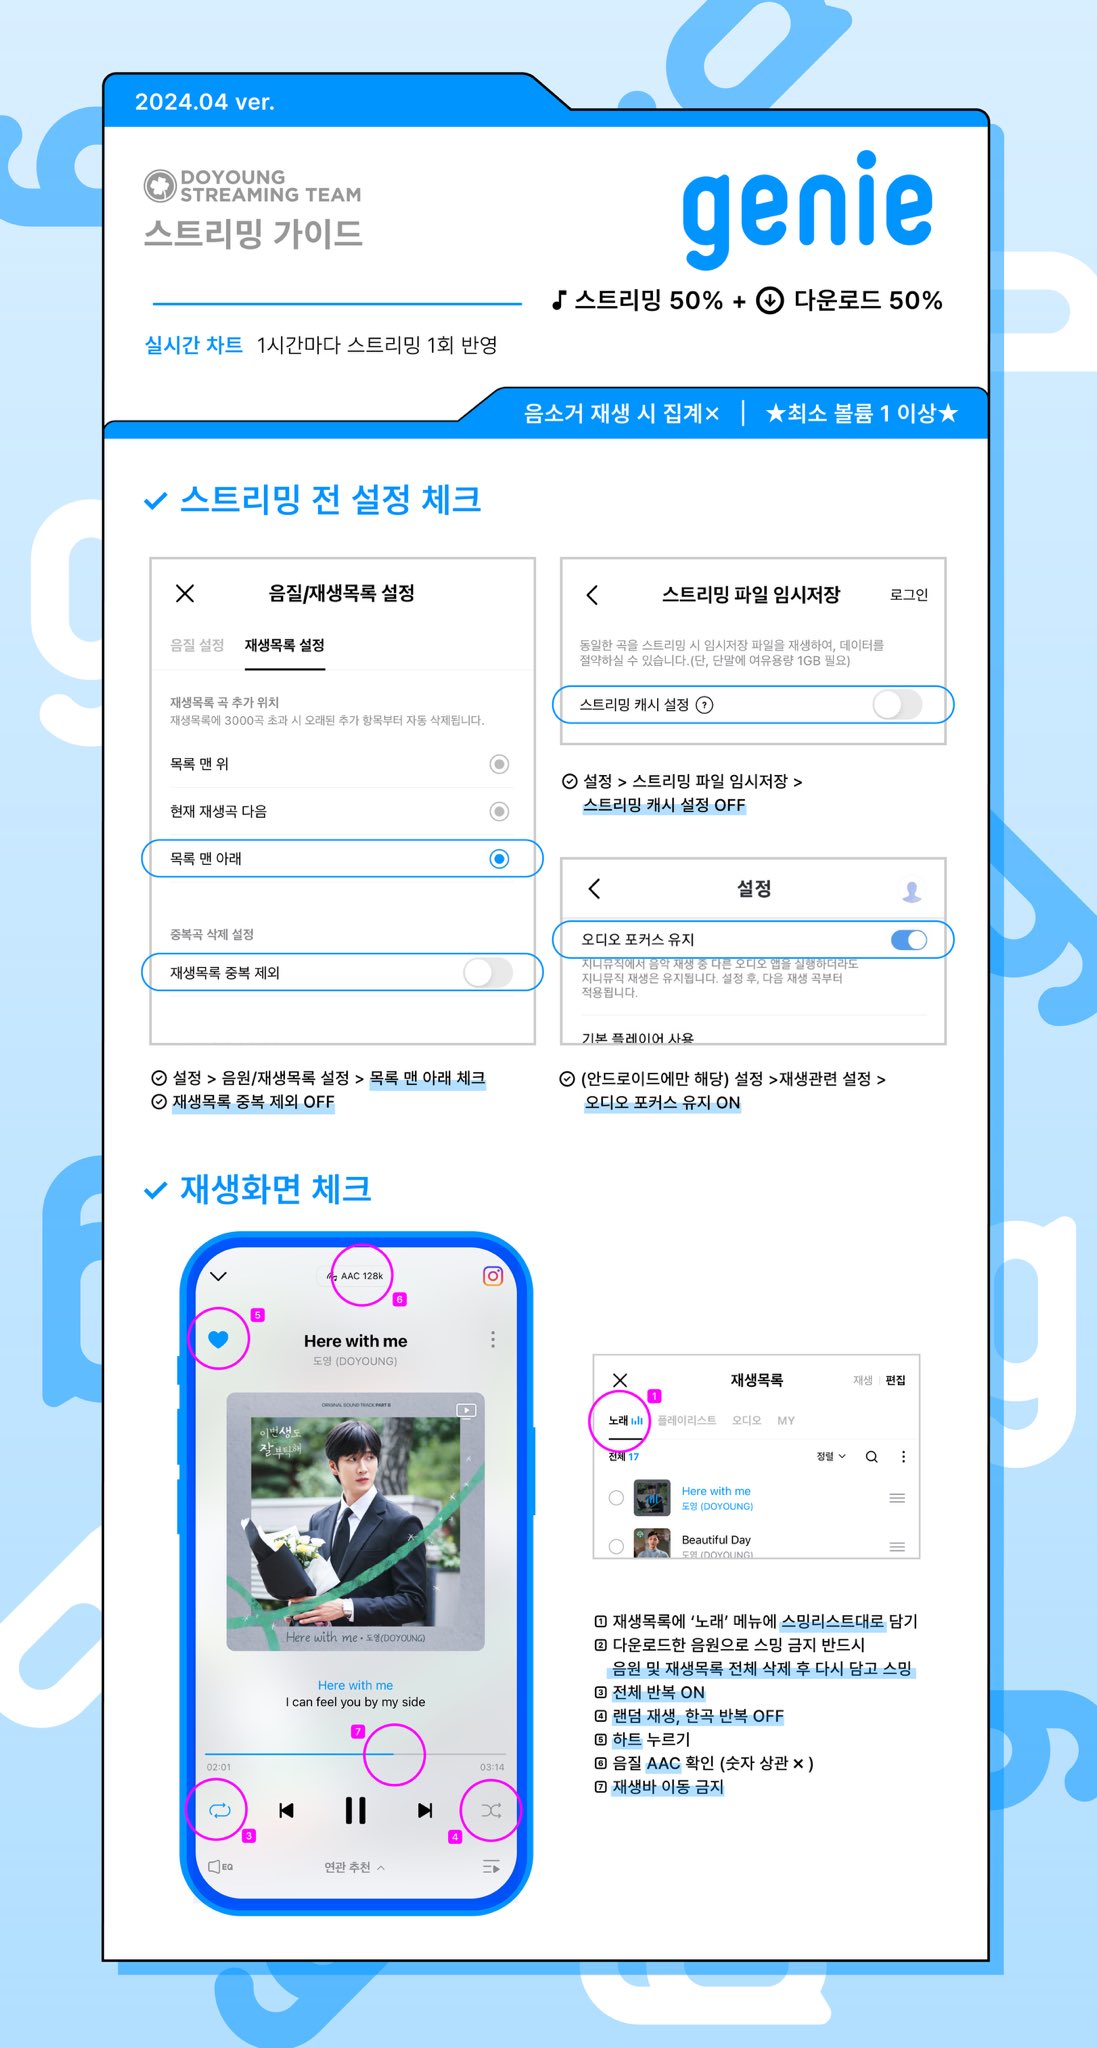 2024.04 ver.
DOYOUNG
STREAMING TEAM
스트리밍 가이드
genie
스트리밍 50% + 다운로드 50%
실시간 차트 1시간마다 스트리밍 1회 반영
음소거 재생 시 집계× | ★최소 볼륨 1 이상★
스트리밍 전 설정 체크
음질/재생목록 설정
음질 설정 재생목록 설정
재생목록 곡 추가 위치
재생목록에 3000곡 초과 시 오래된 추가 항목부터 자동 삭제됩니다.
목록 맨 위
현재 재생곡 다음
목록 맨 아래
중복곡 삭제 설정
재생목록 중복 제외
설정 > 음원/재생목록 설정 > 목록 맨 아래 체크
재생목록 중복 제외 OFF
스트리밍 파일 임시저장 로그인
동일한 곡을 스트리밍 시 임시저장 파일을 재생하여, 데이터를
절약하실 수 있습니다.(단, 단말에 여유용량 1GB 필요)
스트리밍 캐시 설정 ?
설정 > 스트리밍 파일 임시저장 >
스트리밍 캐시 설정 OFF
설정
오디오 포커스 유지
지니뮤직에서 음악 재생 중 다른 오디오 앱을 실행하더라도
지니뮤직 재생은 유지됩니다. 설정 후, 다음 재생 곡부터
적용됩니다.
기본 플레이어 사용
(안드로이드에만 해당) 설정 >재생관련 설정 >
오디오 포커스 유지 ON
재생화면 체크
AAC 128k
6
5
Here with me
도영 (DOYOUNG)
ORIGINAL SOUND TRACK PART 8
이번생도
잘 부탁해
Here with me • 도영(DOYOUNG)
Here with me
I can feel you by my side
7
02:01 03:14
3
4
EQ 연관 추천
재생목록 재생 편집
1
노래 플레이리스트 오디오 MY
전체 17 정렬
Here with me
도영 (DOYOUNG)
Beautiful Day
도영 (DOYOUNG)
1 재생목록에 ‘노래’ 메뉴에 스밍리스트대로 담기
2 다운로드한 음원으로 스밍 금지 반드시
음원 및 재생목록 전체 삭제 후 다시 담고 스밍
3 전체 반복 ON
4 랜덤 재생, 한곡 반복 OFF
5 하트 누르기
6 음질 AAC 확인 (숫자 상관 × )
7 재생바 이동 금지